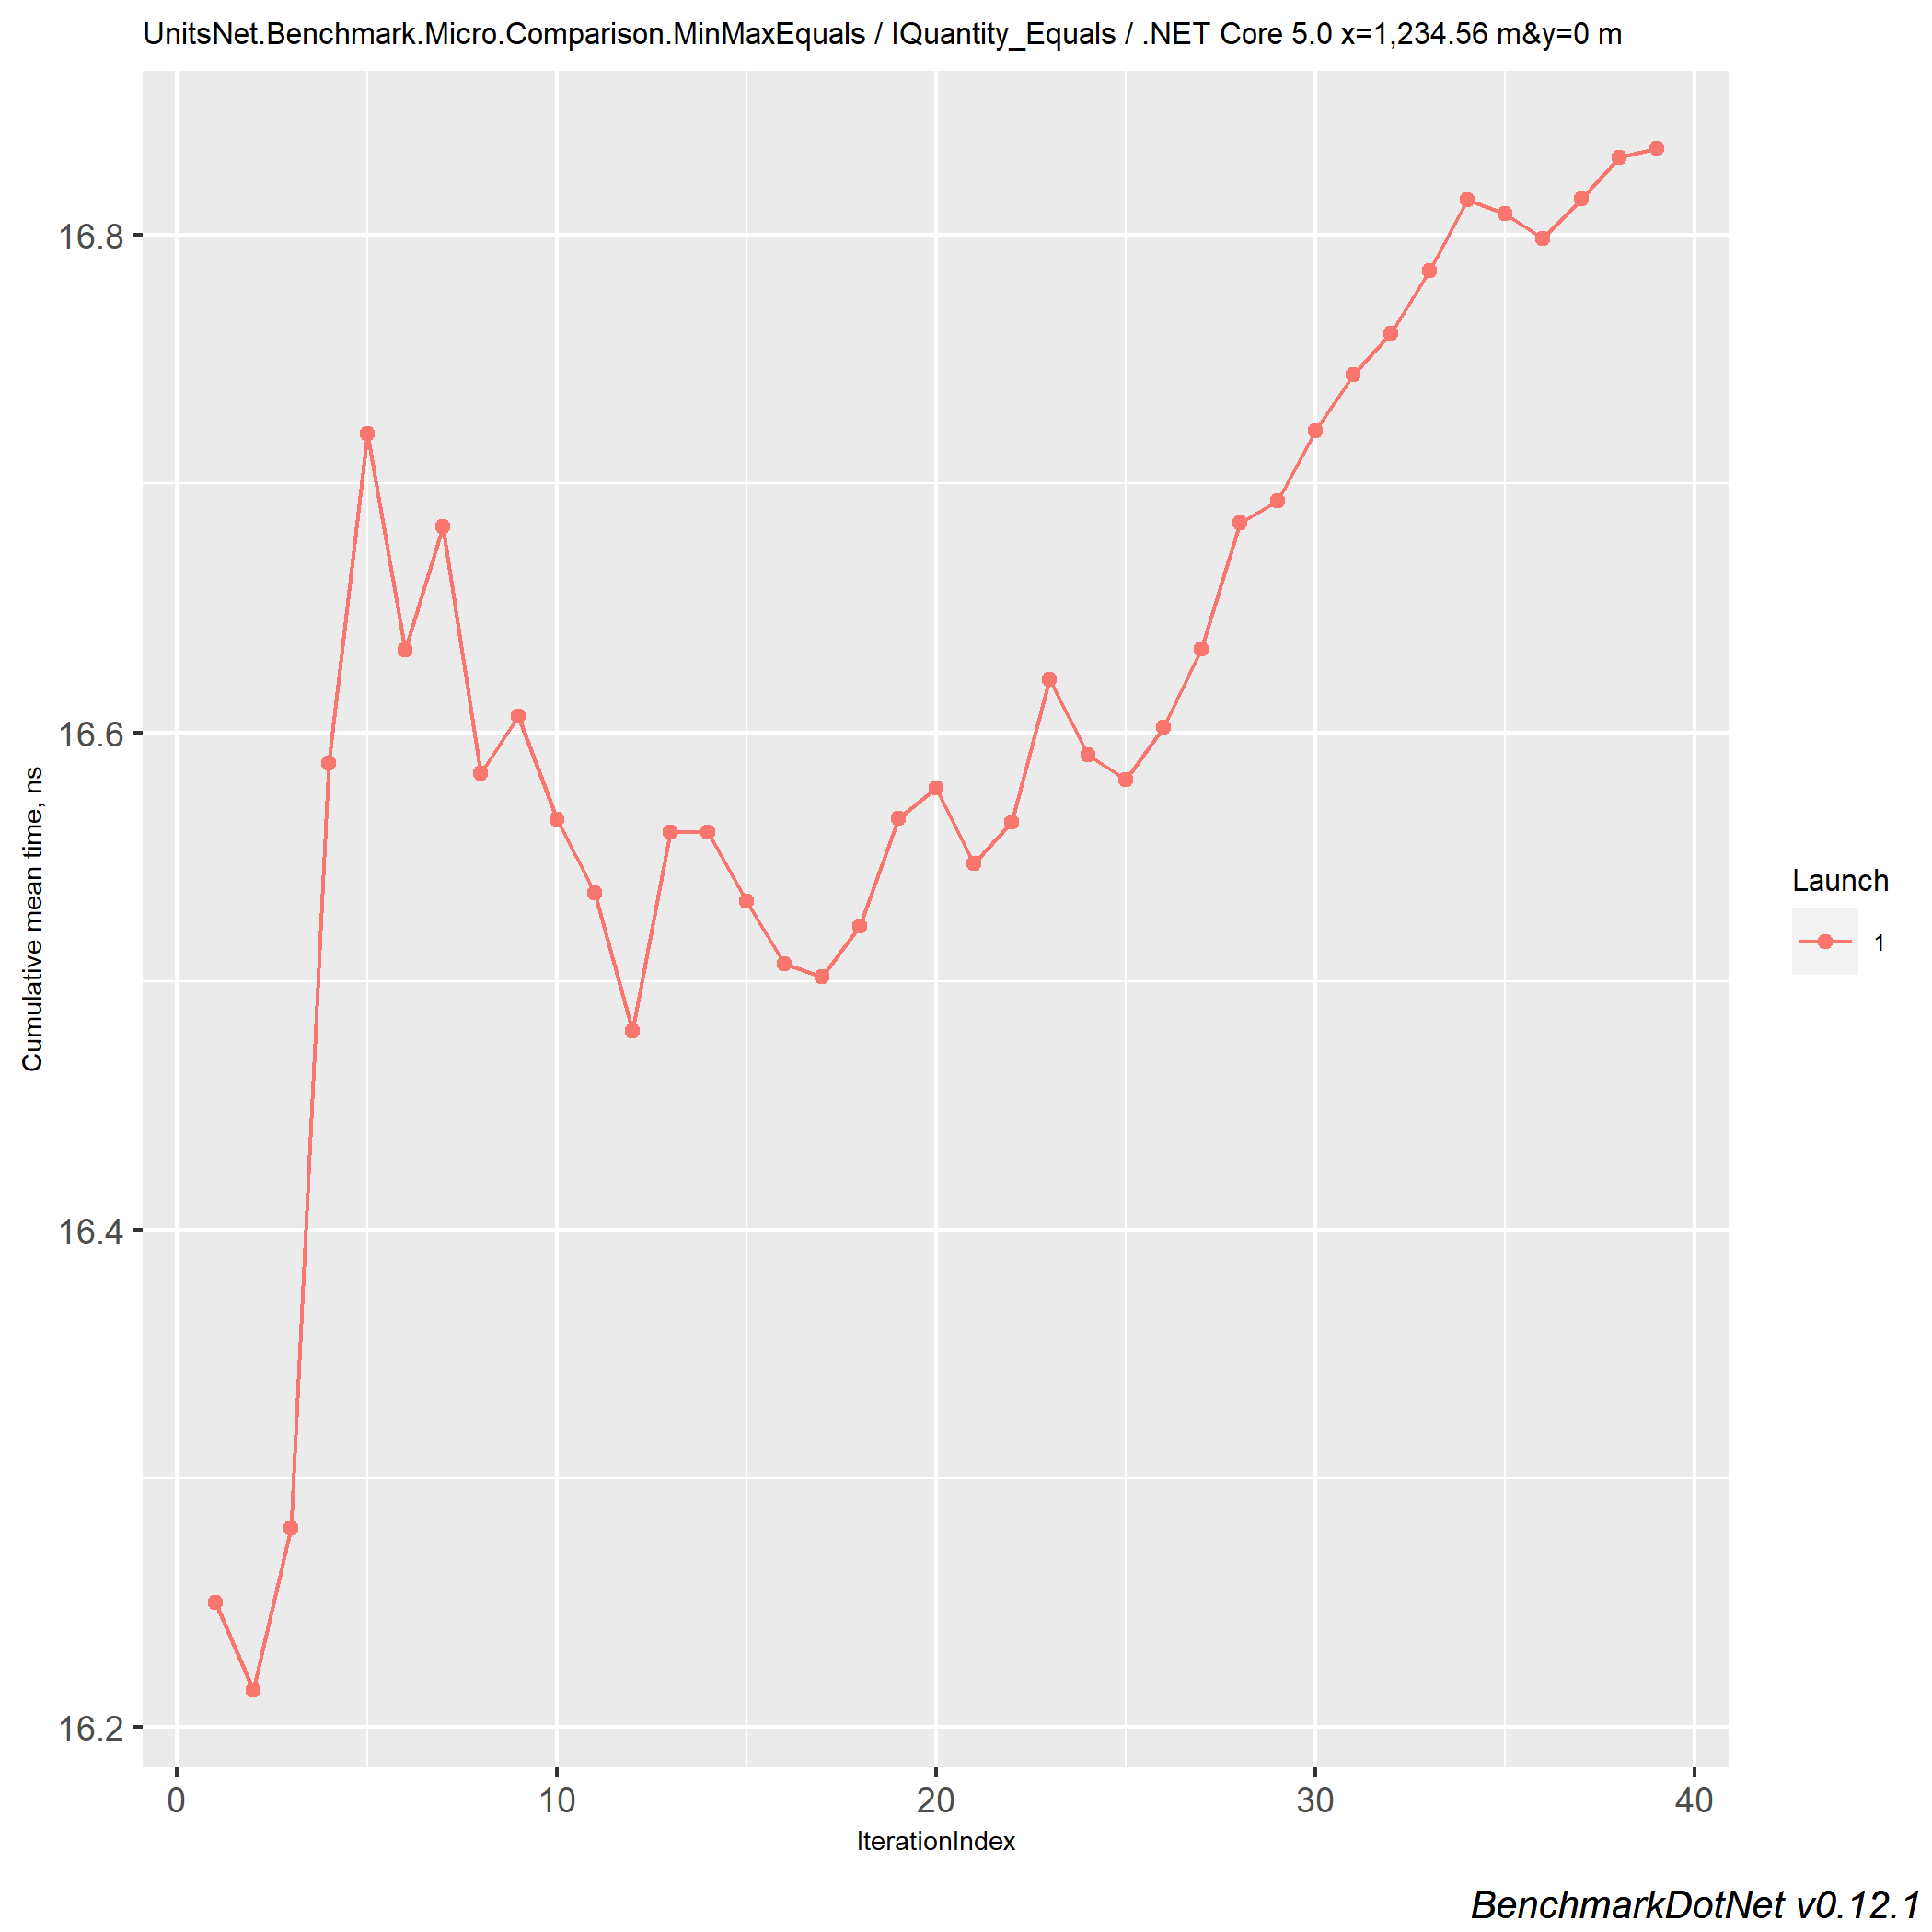 UnitsNet.Benchmark.Micro.Comparison.MinMaxEquals / IQuantity_Equals / .NET Core 5.0 x=1,234.56 m&y=0 m
16.8
16.6
16.4
16.2
Cumulative mean time, ns
0 10 20 30 40
IterationIndex
Launch
1
BenchmarkDotNet v0.12.1